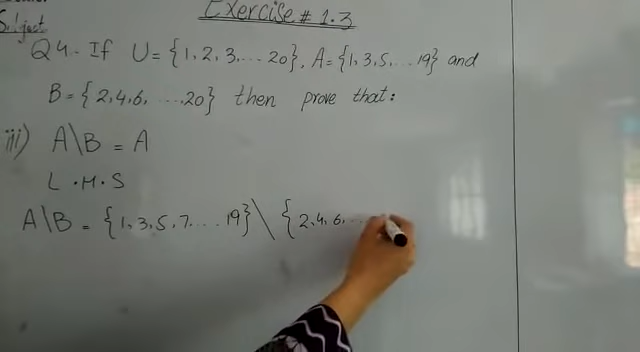 Exercise # 1.3
Subject
Q4. If U = {1, 2, 3, ... 20}, A = {1, 3, 5, ... 19} and
B = {2, 4, 6, ..., 20} then prove that:
iii) A\B = A
L.H.S
A\B = {1, 3, 5, 7, ... 19} \ {2, 4, 6, ...